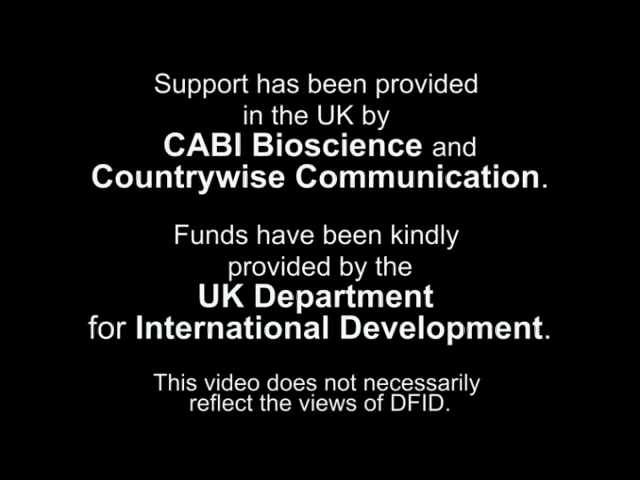 Support has been provided
in the UK by
CABI Bioscience and
Countrywise Communication.
Funds have been kindly
provided by the
UK Department
for International Development.
This video does not necessarily
reflect the views of DFID.